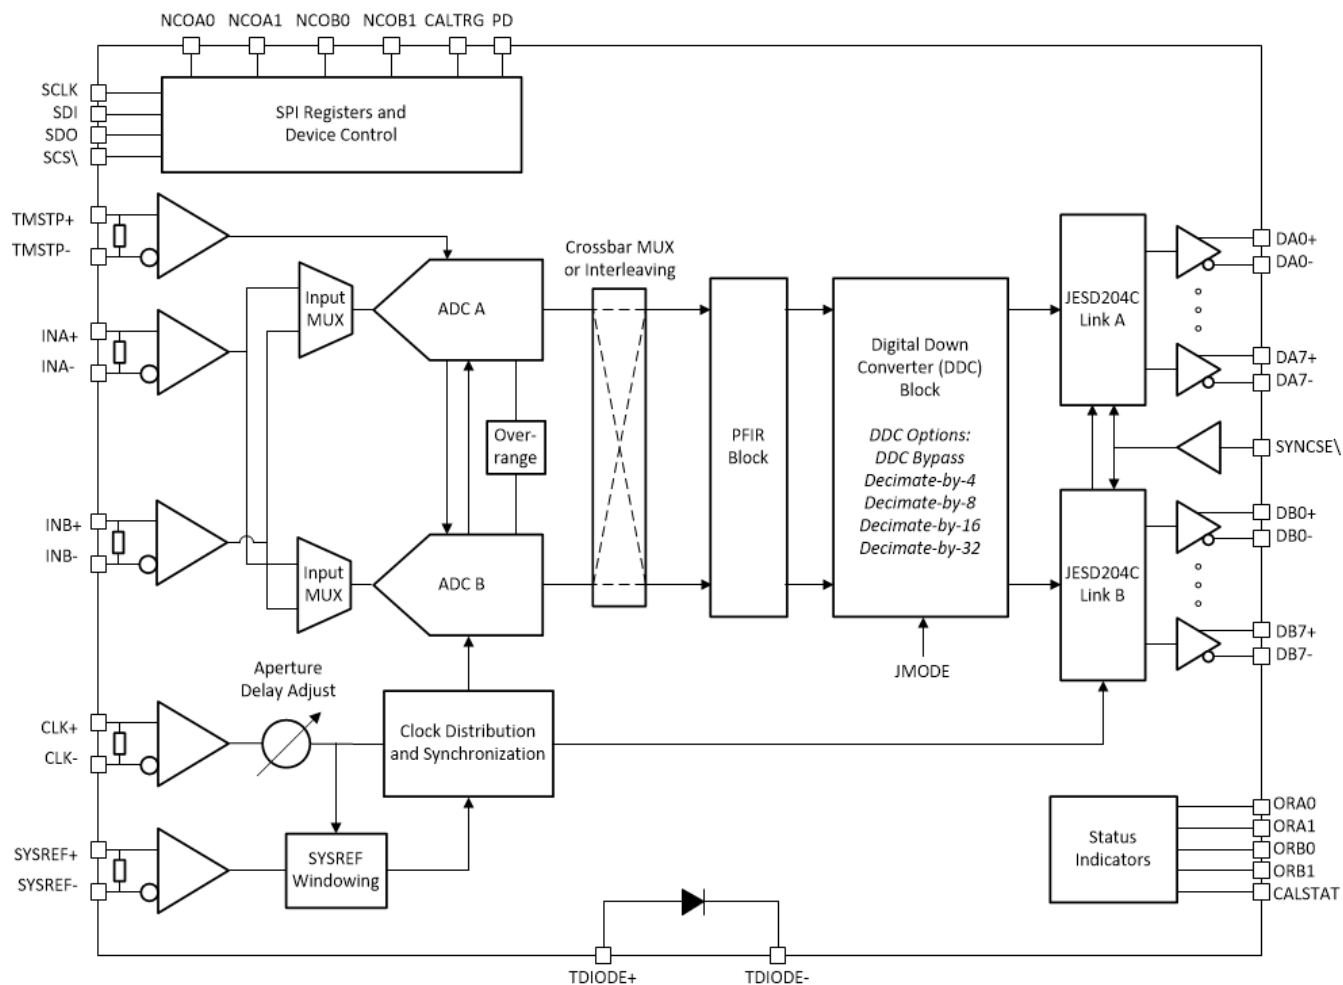 NCOA0 NCOA1 NCOB0 NCOB1 CALTRG PD
SCLK
SDI
SDO
SCS\
SPI Registers and
Device Control
TMSTP+
TMSTP-
INA+
INA-
Input
MUX
ADC A
Crossbar MUX
or Interleaving
Over-
range
INB+
INB-
Input
MUX
ADC B
PFIR
Block
Digital Down
Converter (DDC)
Block
DDC Options:
DDC Bypass
Decimate-by-4
Decimate-by-8
Decimate-by-16
Decimate-by-32
JMODE
JESD204C
Link A
DA0+
DA0-
DA7+
DA7-
SYNCSE\
JESD204C
Link B
DB0+
DB0-
DB7+
DB7-
Aperture
Delay Adjust
CLK+
CLK-
Clock Distribution
and Synchronization
SYSREF+
SYSREF-
SYSREF
Windowing
Status
Indicators
ORA0
ORA1
ORB0
ORB1
CALSTAT
TDIODE+
TDIODE-